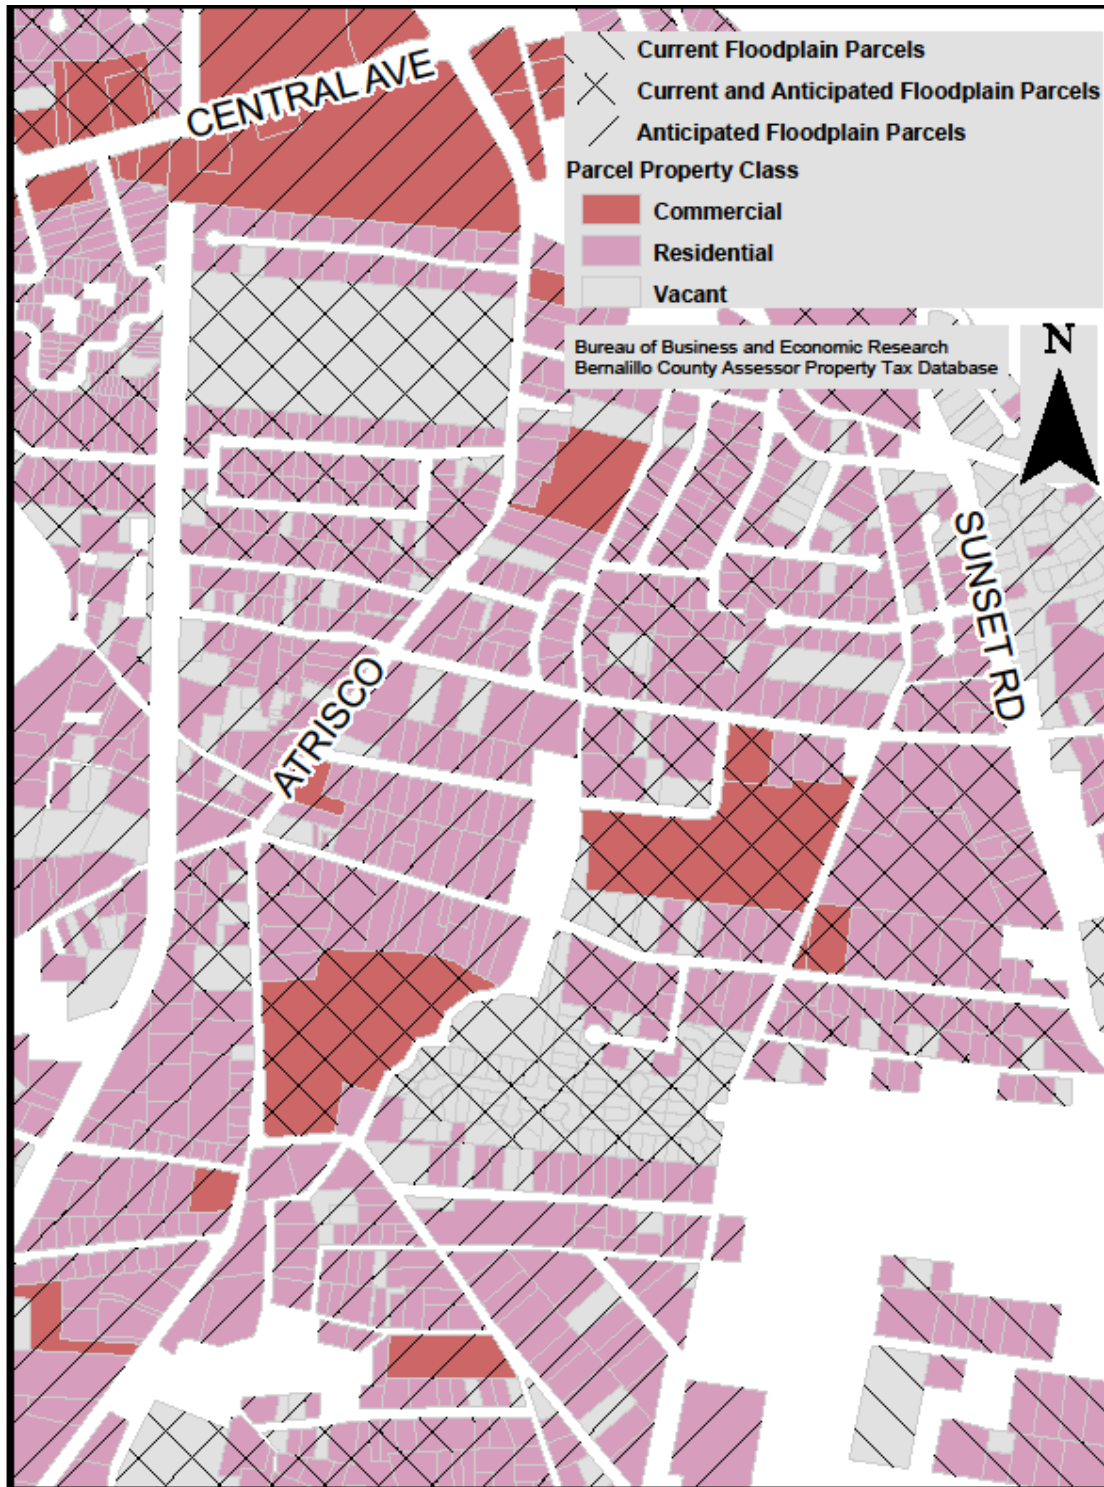 CENTRAL AVE
Current Floodplain Parcels
Current and Anticipated Floodplain Parcels
Anticipated Floodplain Parcels
Parcel Property Class
Commercial
Residential
Vacant
Bureau of Business and Economic Research
Bernalillo County Assessor Property Tax Database
N
SUNSET RD
ATRISCO